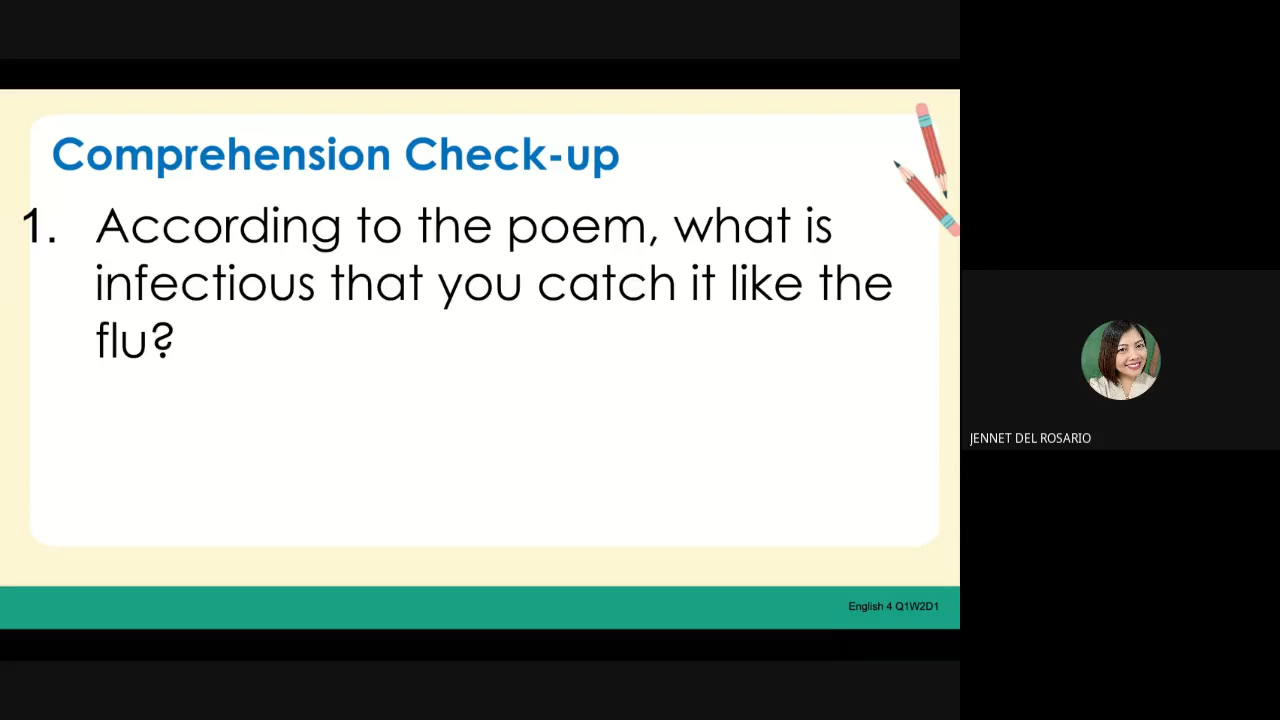 Comprehension Check-up
1. According to the poem, what is
infectious that you catch it like the
flu?
English 4 Q1W2D1
JENNET DEL ROSARIO